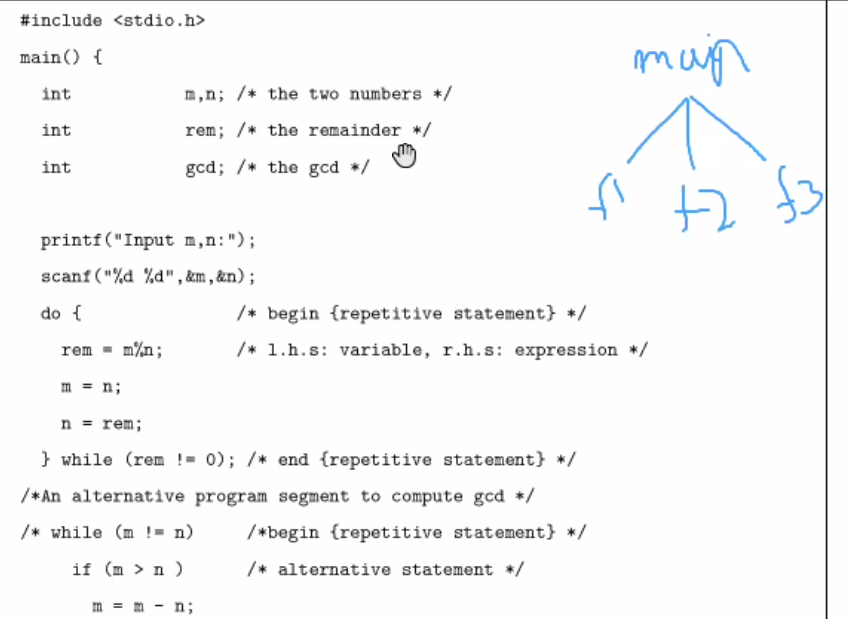 #include <stdio.h>
main() {
int m,n; /* the two numbers */
int rem; /* the remainder */
int gcd; /* the gcd */
printf("Input m,n:");
scanf("%d %d",&m,&n);
do { /* begin {repetitive statement} */
rem = m%n; /* l.h.s: variable, r.h.s: expression */
m = n;
n = rem;
} while (rem != 0); /* end {repetitive statement} */
/*An alternative program segment to compute gcd */
/* while (m != n) /*begin {repetitive statement} */
if (m > n ) /* alternative statement */
m = m - n;
main
f1 f2 f3